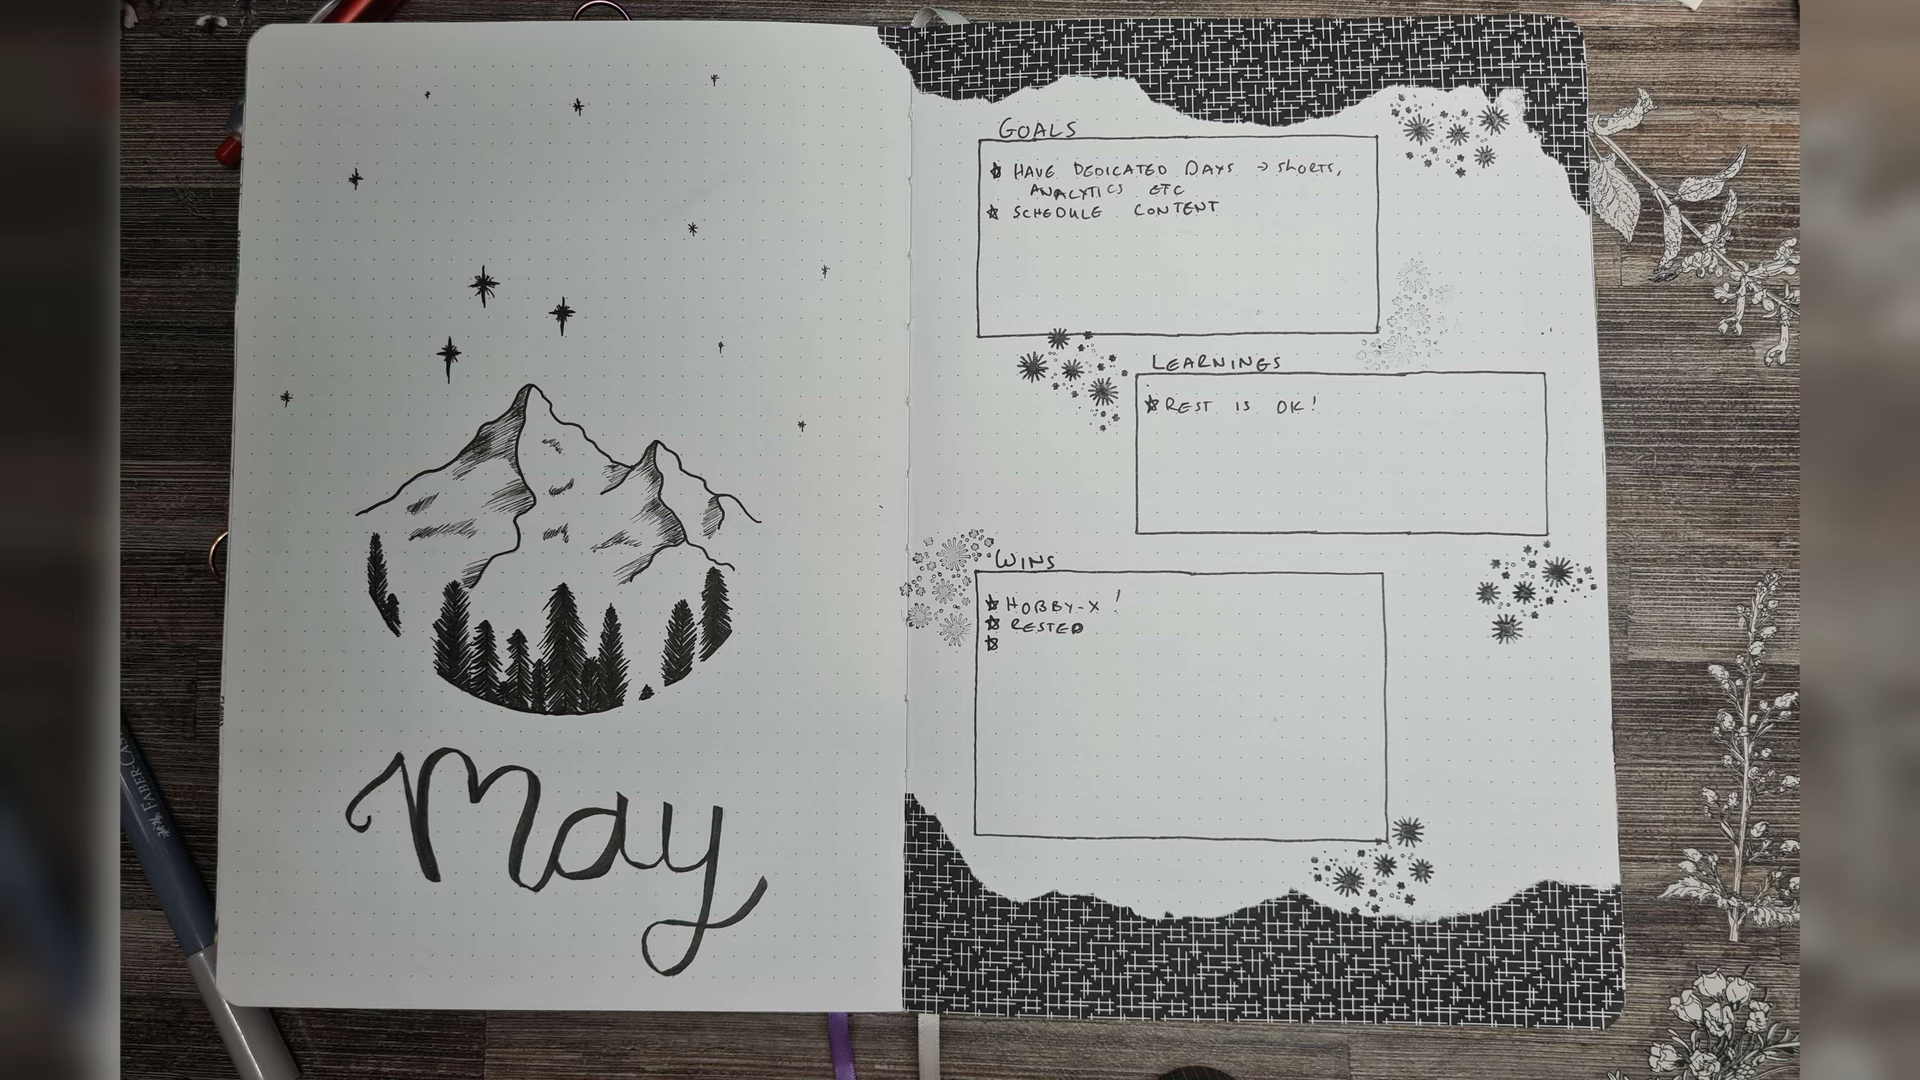 May
GOALS
HAVE DEDICATED DAYS → SHORTS,
ANALYTICS ETC
SCHEDULE CONTENT
LEARNINGS
REST IS OK!
WINS
HOBBY-X!
RESTED
FABER-CA